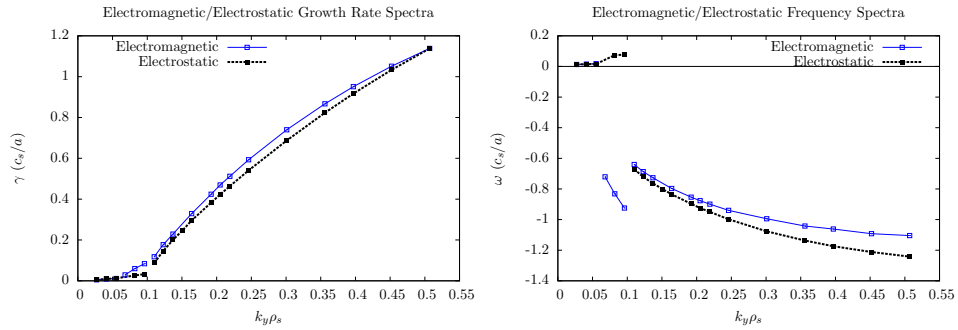 Electromagnetic/Electrostatic Growth Rate Spectra
1.2
1
0.8
0.6
0.4
0.2
0
γ (c_s/a)
Electromagnetic
Electrostatic
0 0.05 0.1 0.15 0.2 0.25 0.3 0.35 0.4 0.45 0.5 0.55
k_yρ_s
Electromagnetic/Electrostatic Frequency Spectra
0.2
0
-0.2
-0.4
-0.6
-0.8
-1
-1.2
-1.4
ω (c_s/a)
Electromagnetic
Electrostatic
0 0.05 0.1 0.15 0.2 0.25 0.3 0.35 0.4 0.45 0.5 0.55
k_yρ_s